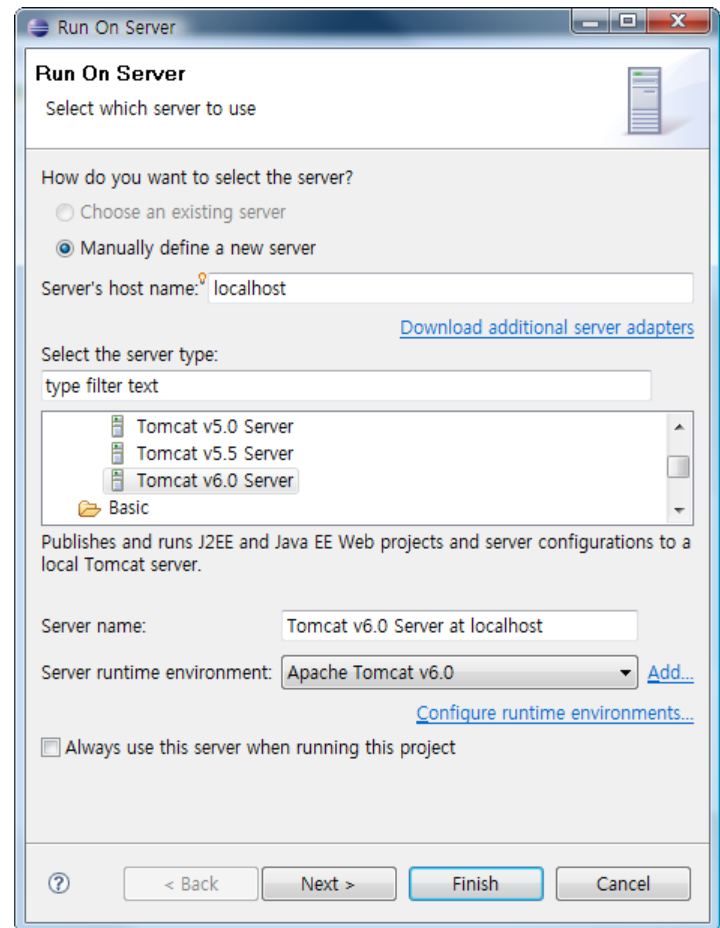 Run On Server
Run On Server
Select which server to use
How do you want to select the server?
Choose an existing server
Manually define a new server
Server's host name: localhost
Download additional server adapters
Select the server type:
type filter text
Tomcat v5.0 Server
Tomcat v5.5 Server
Tomcat v6.0 Server
Basic
Publishes and runs J2EE and Java EE Web projects and server configurations to a
local Tomcat server.
Server name: Tomcat v6.0 Server at localhost
Server runtime environment: Apache Tomcat v6.0 Add...
Configure runtime environments...
Always use this server when running this project
? < Back Next > Finish Cancel